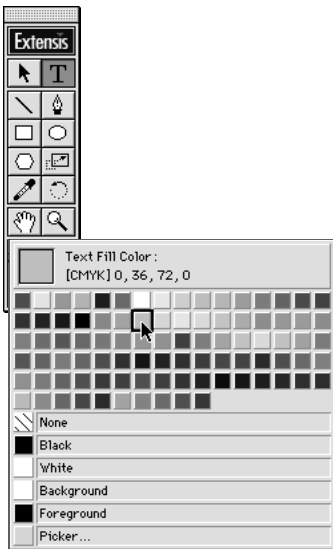 Extensis
T
Text Fill Color :
[CMYK] 0, 36, 72, 0
None
Black
White
Background
Foreground
Picker...